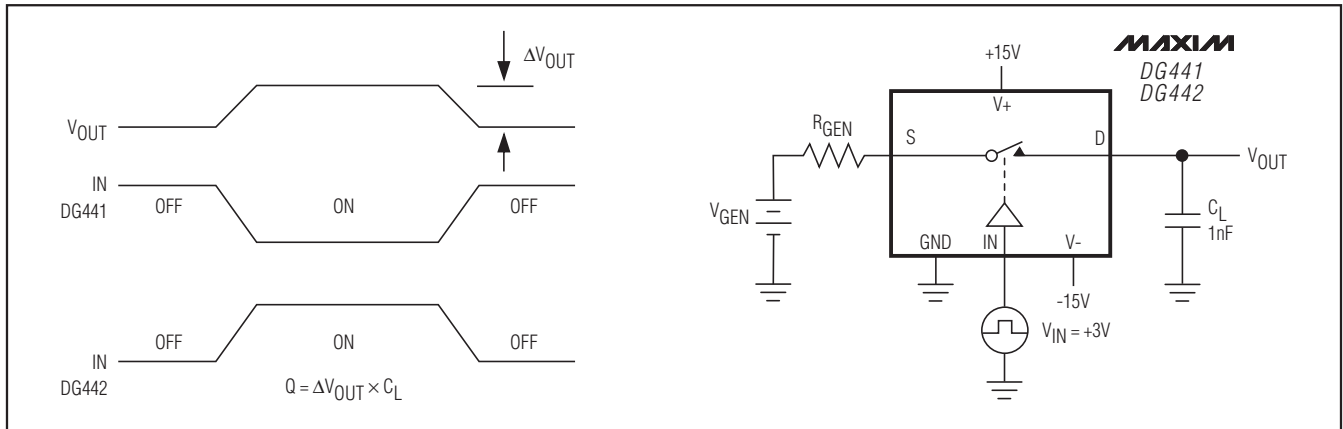 ΔVOUT
VOUT
IN
DG441
OFF
ON
OFF
IN
DG442
OFF
ON
OFF
Q = ΔVOUT × CL
MAXIM
DG441
DG442
+15V
V+
RGEN
S
D
VOUT
VGEN
CL
1nF
GND
IN
V-
-15V
VIN = +3V